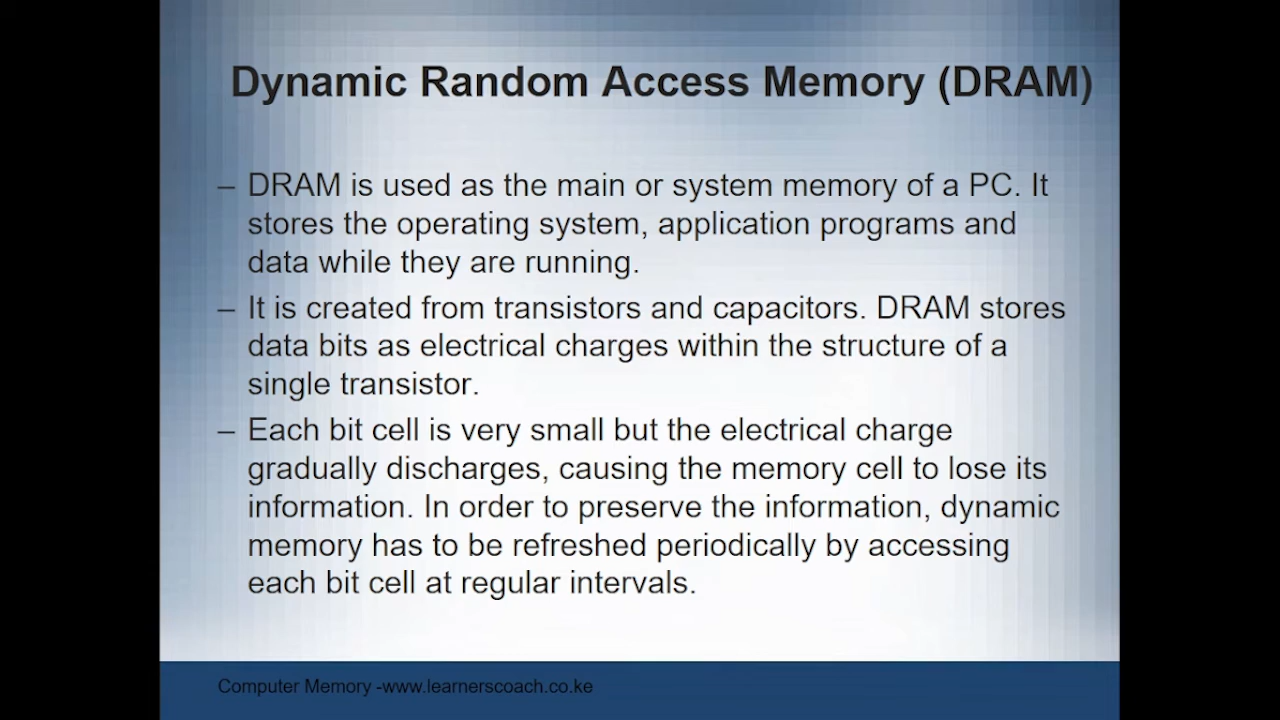 Dynamic Random Access Memory (DRAM)
– DRAM is used as the main or system memory of a PC. It
stores the operating system, application programs and
data while they are running.
– It is created from transistors and capacitors. DRAM stores
data bits as electrical charges within the structure of a
single transistor.
– Each bit cell is very small but the electrical charge
gradually discharges, causing the memory cell to lose its
information. In order to preserve the information, dynamic
memory has to be refreshed periodically by accessing
each bit cell at regular intervals.
Computer Memory -www.learnerscoach.co.ke